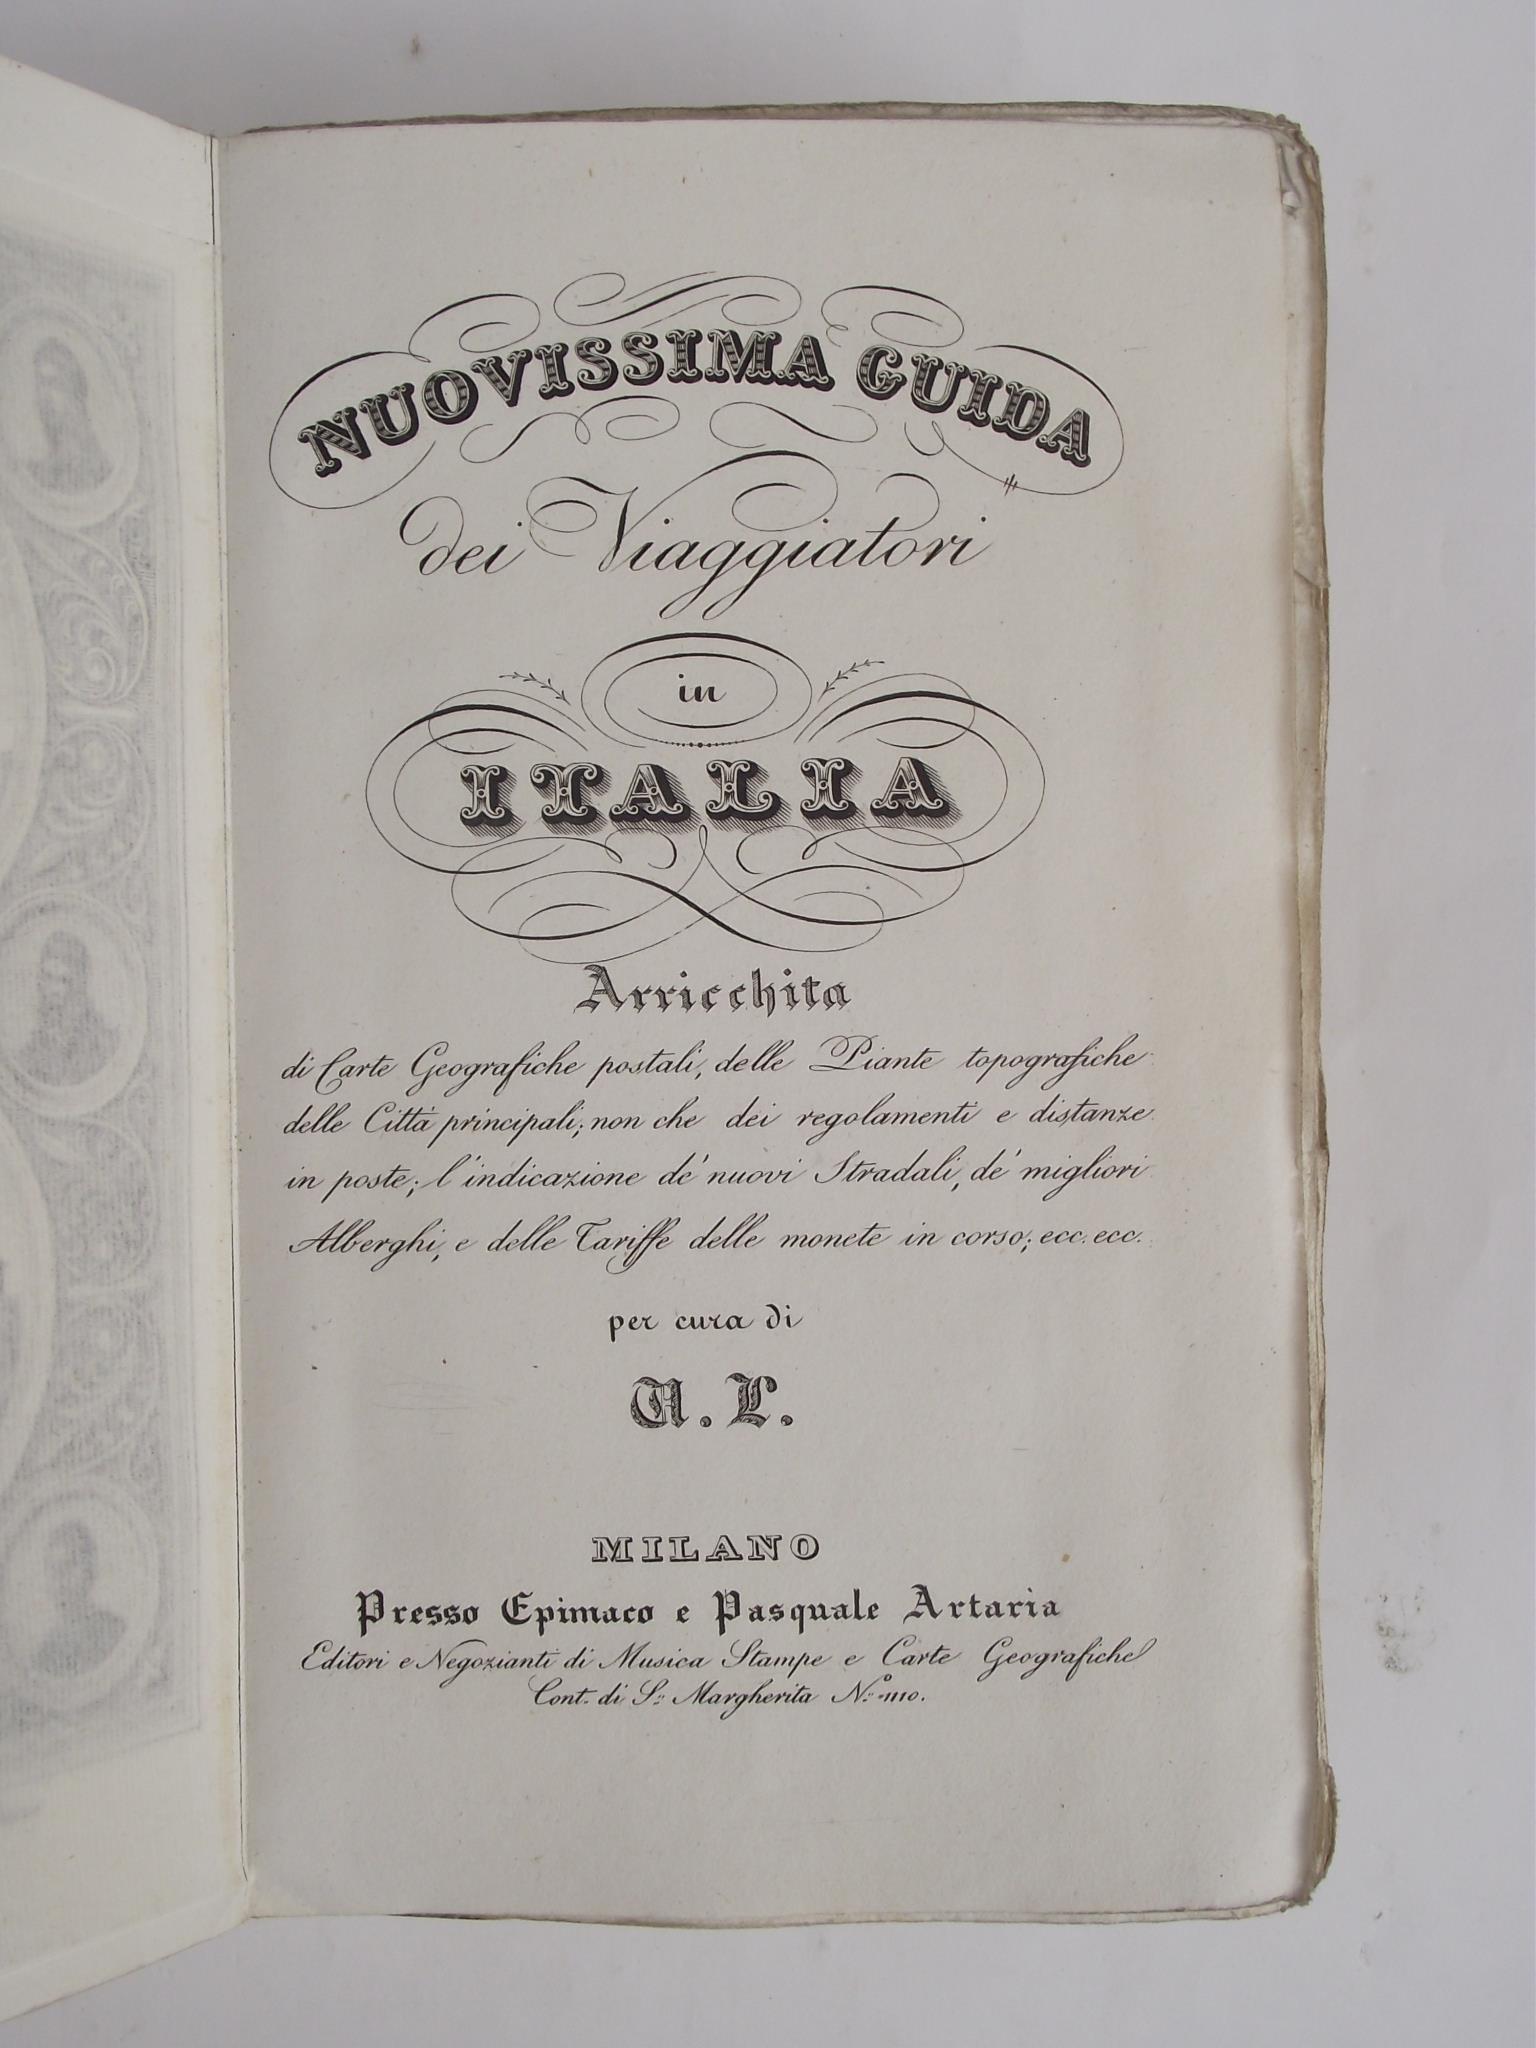 NUOVISSIMA GUIDA
dei Viaggiatori
in
ITALIA
Arricchita
di Carte Geografiche postali, delle Piante topografiche
delle Città principali; non che dei regolamenti e distanze
in poste; l'indicazione de' nuovi Stradali, de' migliori
Alberghi, e delle Tariffe delle monete in corso; ecc. ecc.
per cura di
U. L.
MILANO
Presso Epimaco e Pasquale Artaria
Editori e Negozianti di Musica Stampe e Carte Geografiche
Cont. di S. Margherita N.º 1110.